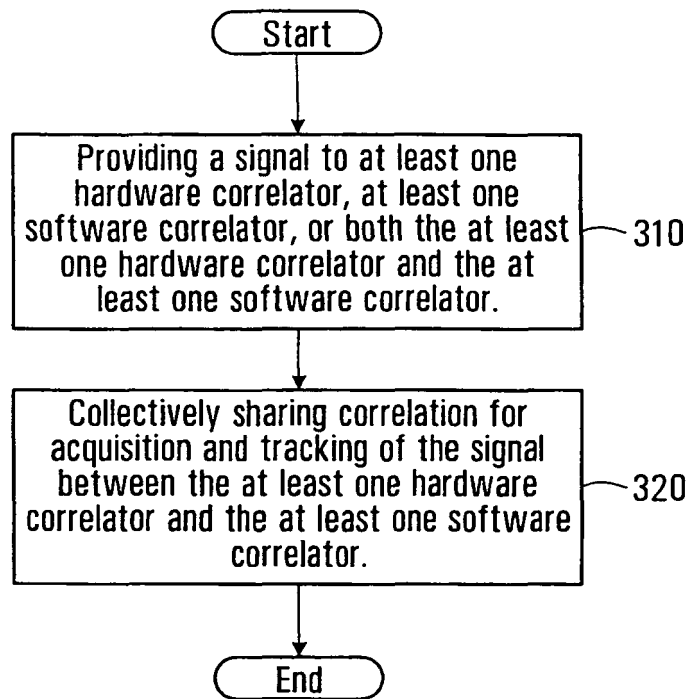 Start
Providing a signal to at least one
hardware correlator, at least one
software correlator, or both the at least
one hardware correlator and the at
least one software correlator.
310
Collectively sharing correlation for
acquisition and tracking of the signal
between the at least one hardware
correlator and the at least one software
correlator.
320
End